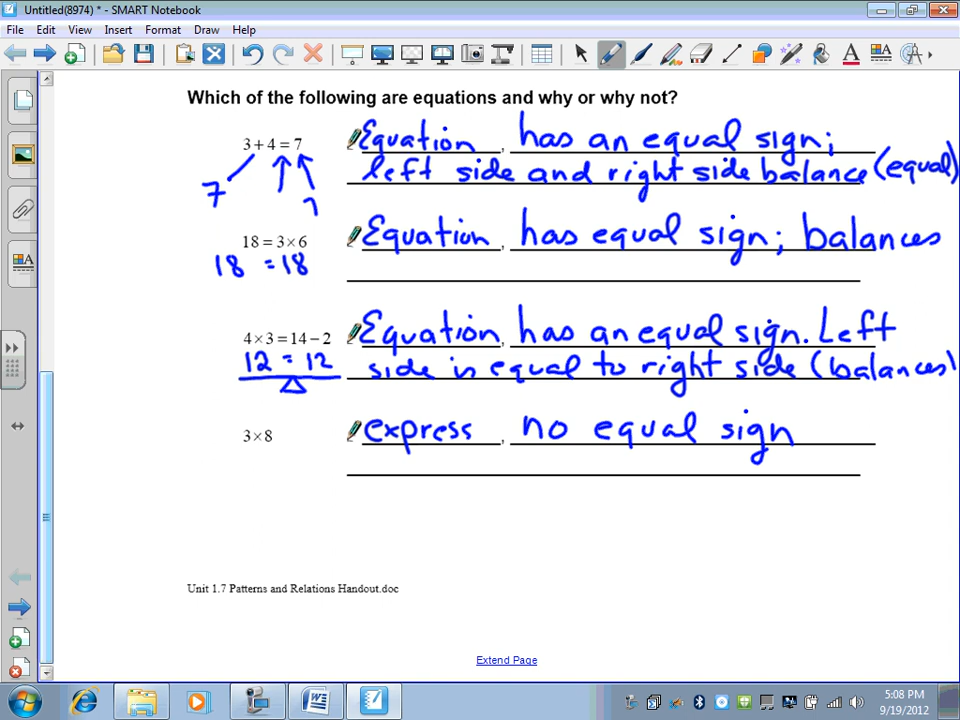 Untitled(8974) * - SMART Notebook
File Edit View Insert Format Draw Help
Which of the following are equations and why or why not?
3 + 4 = 7 Equation, has an equal sign;
left side and right side balance (equal)
7 7
18 = 3 × 6 Equation, has equal sign; balances
18 = 18
4 × 3 = 14 − 2 Equation, has an equal sign. Left
12 = 12 side is equal to right side (balances)
3 × 8 express, no equal sign
Unit 1.7 Patterns and Relations Handout.doc
Extend Page
5:08 PM
9/19/2012